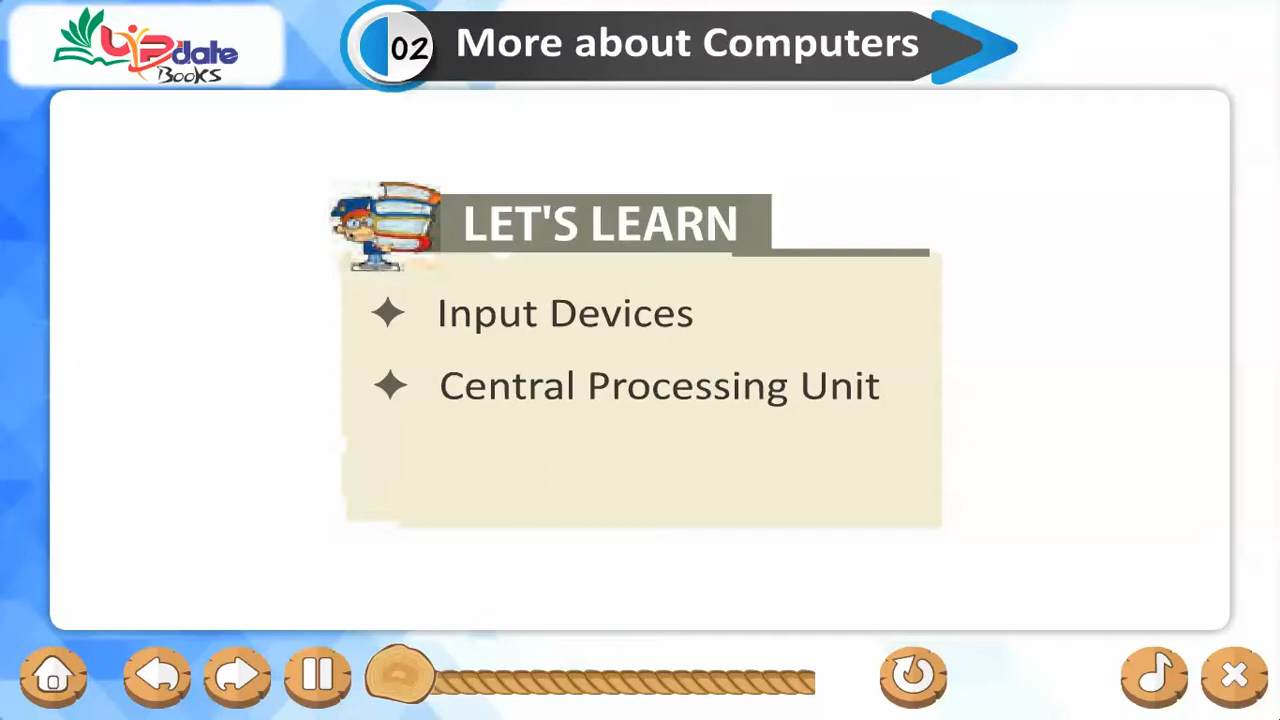 UPdate
Books
02
More about Computers
LET'S LEARN
Input Devices
Central Processing Unit